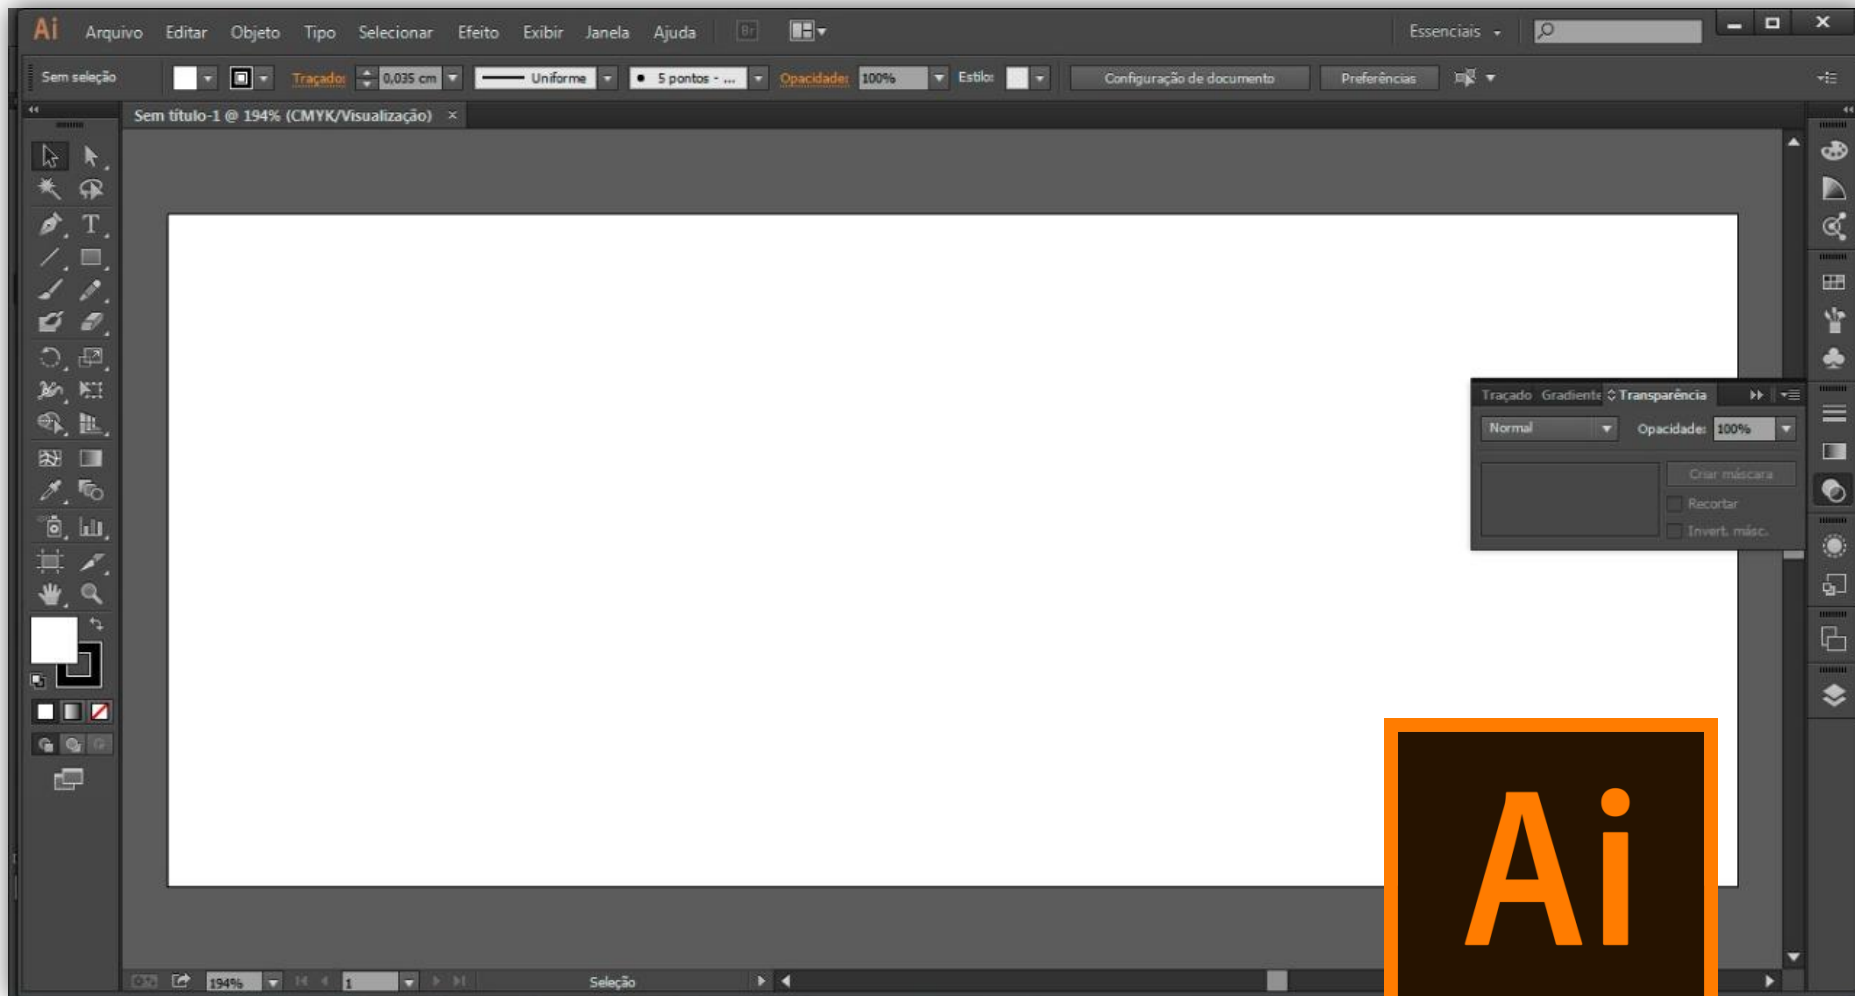 Ai Arquivo Editar Objeto Tipo Selecionar Efeito Exibir Janela Ajuda Br Essenciais
Sem seleção Traçado: 0,035 cm Uniforme 5 pontos - ... Opacidade: 100% Estilo: Configuração de documento Preferências
Sem título-1 @ 194% (CMYK/Visualização) ×
T
Traçado Gradiente Transparência
Normal Opacidade: 100%
Criar máscara
Recortar
Invert. másc.
Ai
194% 1 Seleção